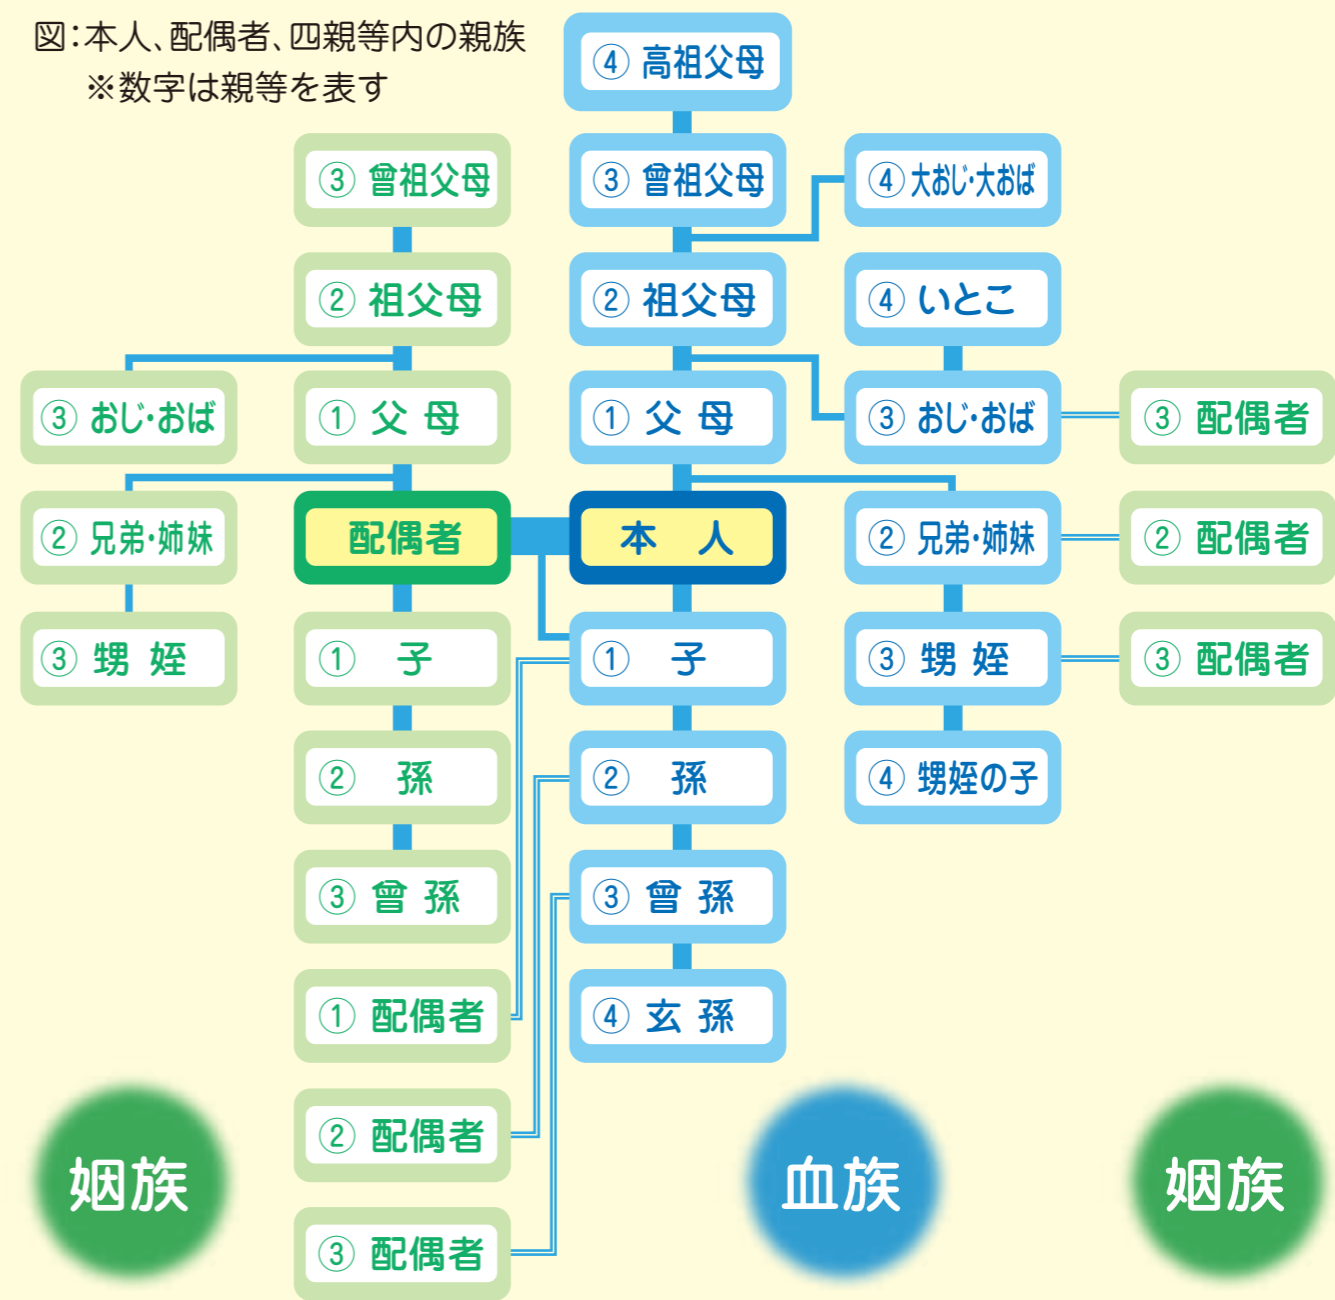 図：本人、配偶者、四親等内の親族
※数字は親等を表す
④ 高祖父母
③ 曾祖父母
③ 曾祖父母
④ 大おじ・大おば
② 祖父母
② 祖父母
④ いとこ
③ おじ・おば
① 父 母
① 父 母
③ おじ・おば
③ 配偶者
② 兄弟・姉妹
配偶者
本 人
② 兄弟・姉妹
② 配偶者
③ 甥 姪
① 子
① 子
③ 甥 姪
③ 配偶者
② 孫
② 孫
④ 甥姪の子
③ 曾 孫
③ 曾 孫
① 配偶者
④ 玄 孫
② 配偶者
③ 配偶者
姻族
血族
姻族